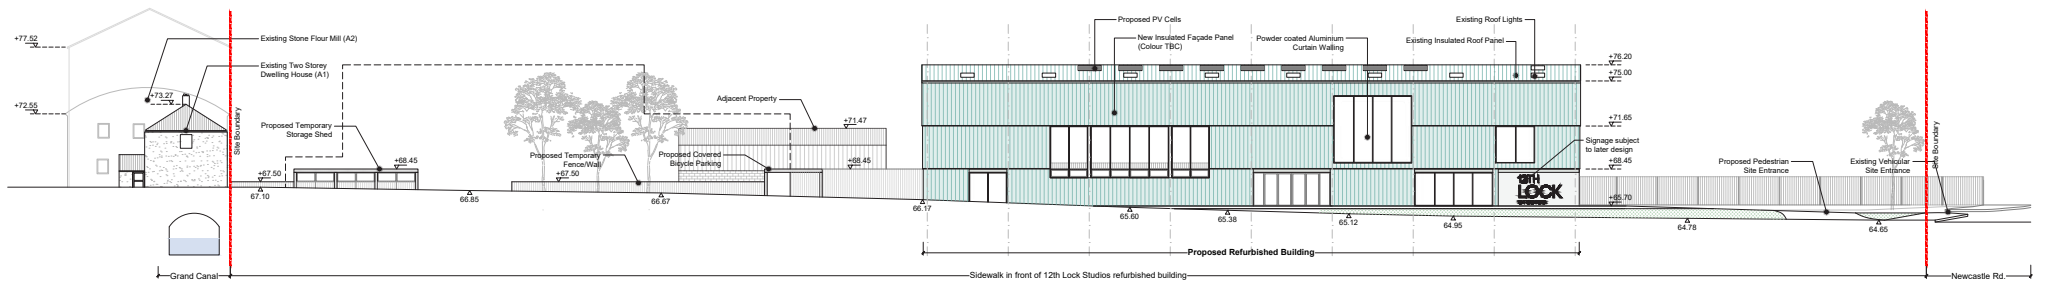 +77.52
+72.55
Existing Stone Flour Mill (A2)
Existing Two Storey
Dwelling House (A1)
+73.27
Site Boundary
Proposed Temporary
Storage Shed
+68.45
+67.50
67.10
66.85
Proposed Temporary
Fence/Wall
+67.50
66.67
Adjacent Property
+71.47
Proposed Covered
Bicycle Parking
+68.45
66.17
Proposed PV Cells
New Insulated Façade Panel
(Colour TBC)
Powder coated Aluminium
Curtain Walling
Existing Roof Lights
Existing Insulated Roof Panel
+76.20
+75.00
+71.65
Signage subject
to later design
+68.45
+65.70
12TH
LOCK
65.60
65.38
65.12
64.95
64.78
64.65
Proposed Pedestrian
Site Entrance
Existing Vehicular
Site Entrance
Site Boundary
Proposed Refurbished Building
Grand Canal
Sidewalk in front of 12th Lock Studios refurbished building
Newcastle Rd.